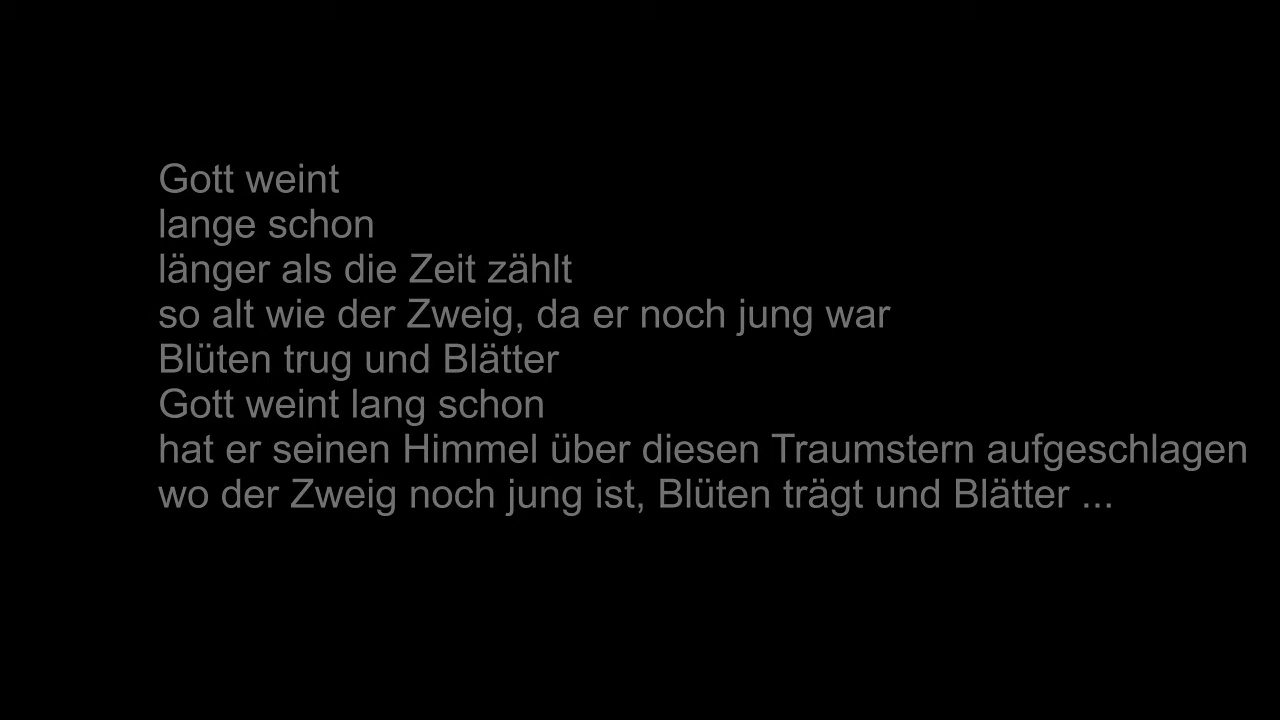 Gott weint
lange schon
länger als die Zeit zählt
so alt wie der Zweig, da er noch jung war
Blüten trug und Blätter
Gott weint lang schon
hat er seinen Himmel über diesen Traumstern aufgeschlagen
wo der Zweig noch jung ist, Blüten trägt und Blätter ...